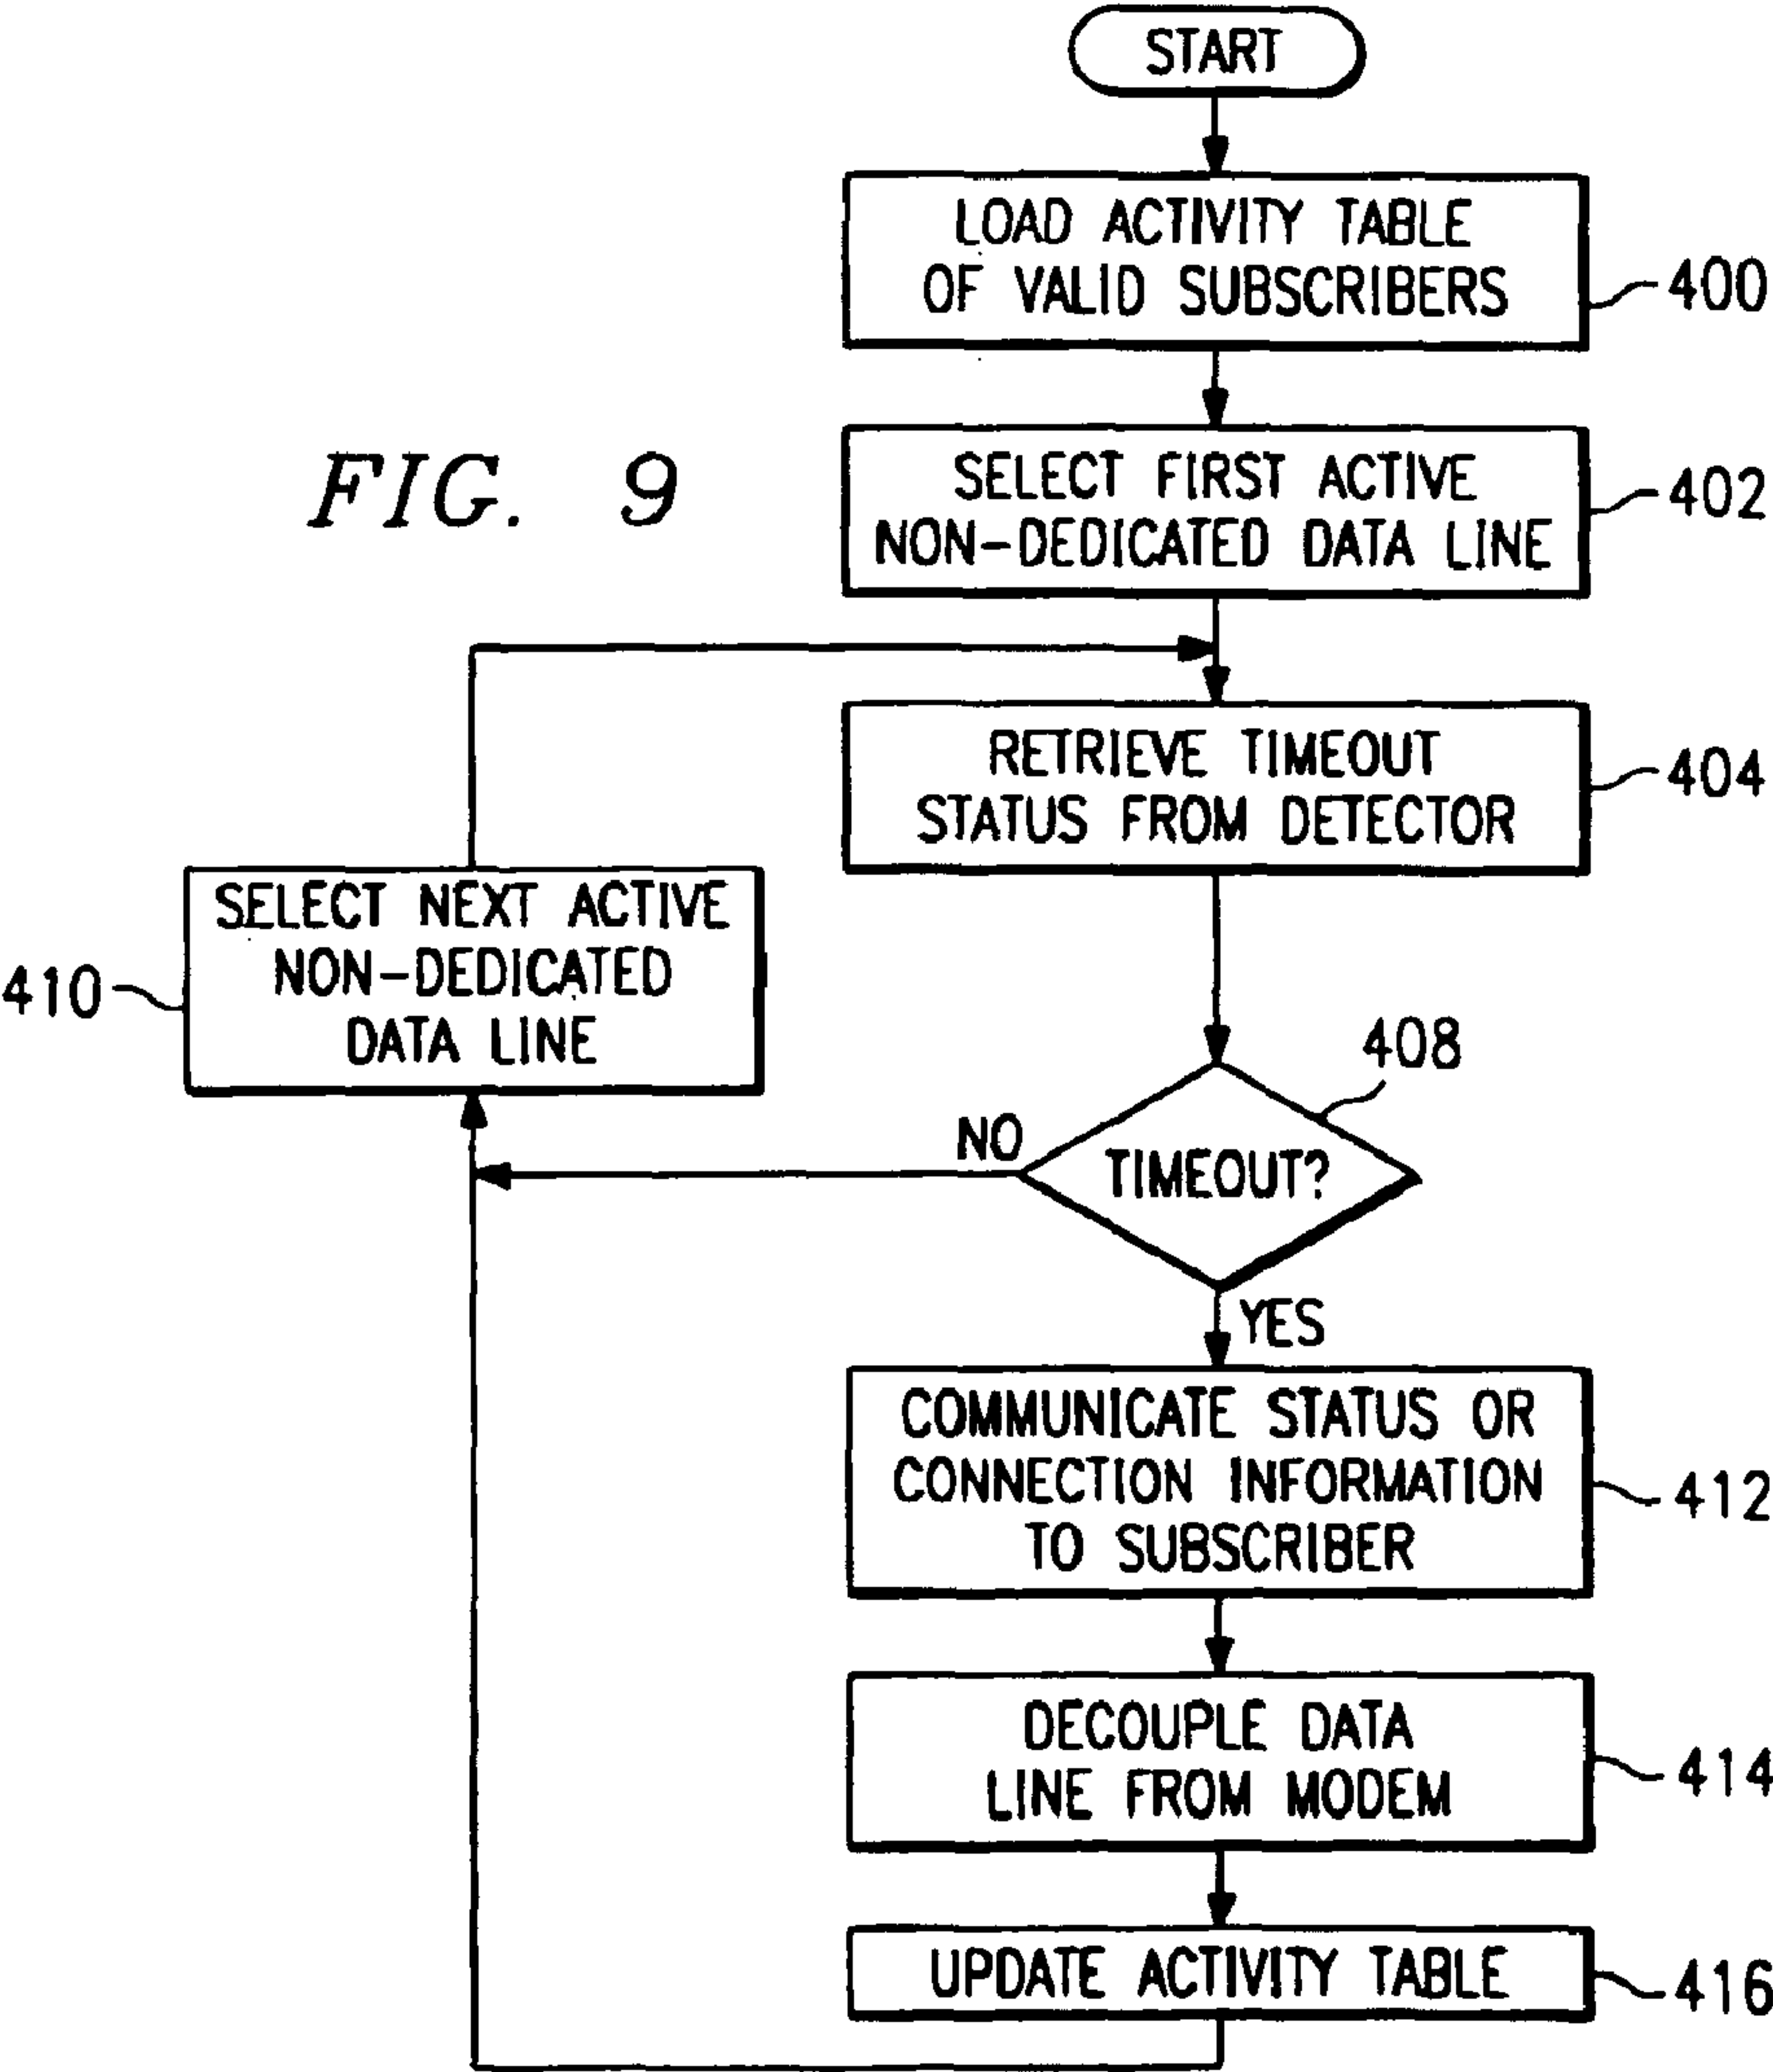 START
LOAD ACTIVITY TABLE
OF VALID SUBSCRIBERS
400
FIG. 9
SELECT FIRST ACTIVE
NON-DEDICATED DATA LINE
402
RETRIEVE TIMEOUT
STATUS FROM DETECTOR
404
SELECT NEXT ACTIVE
NON-DEDICATED
DATA LINE
410
408
NO
TIMEOUT?
YES
COMMUNICATE STATUS OR
CONNECTION INFORMATION
TO SUBSCRIBER
412
DECOUPLE DATA
LINE FROM MODEM
414
UPDATE ACTIVITY TABLE
416